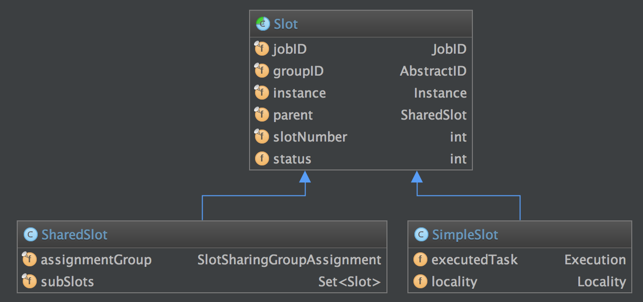 Slot
jobID JobID
groupID AbstractID
instance Instance
parent SharedSlot
slotNumber int
status int
SharedSlot
assignmentGroup SlotSharingGroupAssignment
subSlots Set<Slot>
SimpleSlot
executedTask Execution
locality Locality